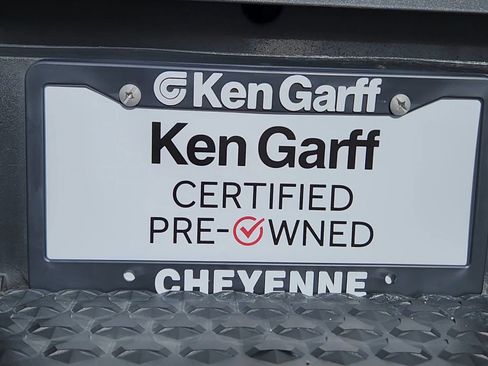 Ken Garff
Ken Garff
CERTIFIED
PRE-OWNED
CHEYENNE